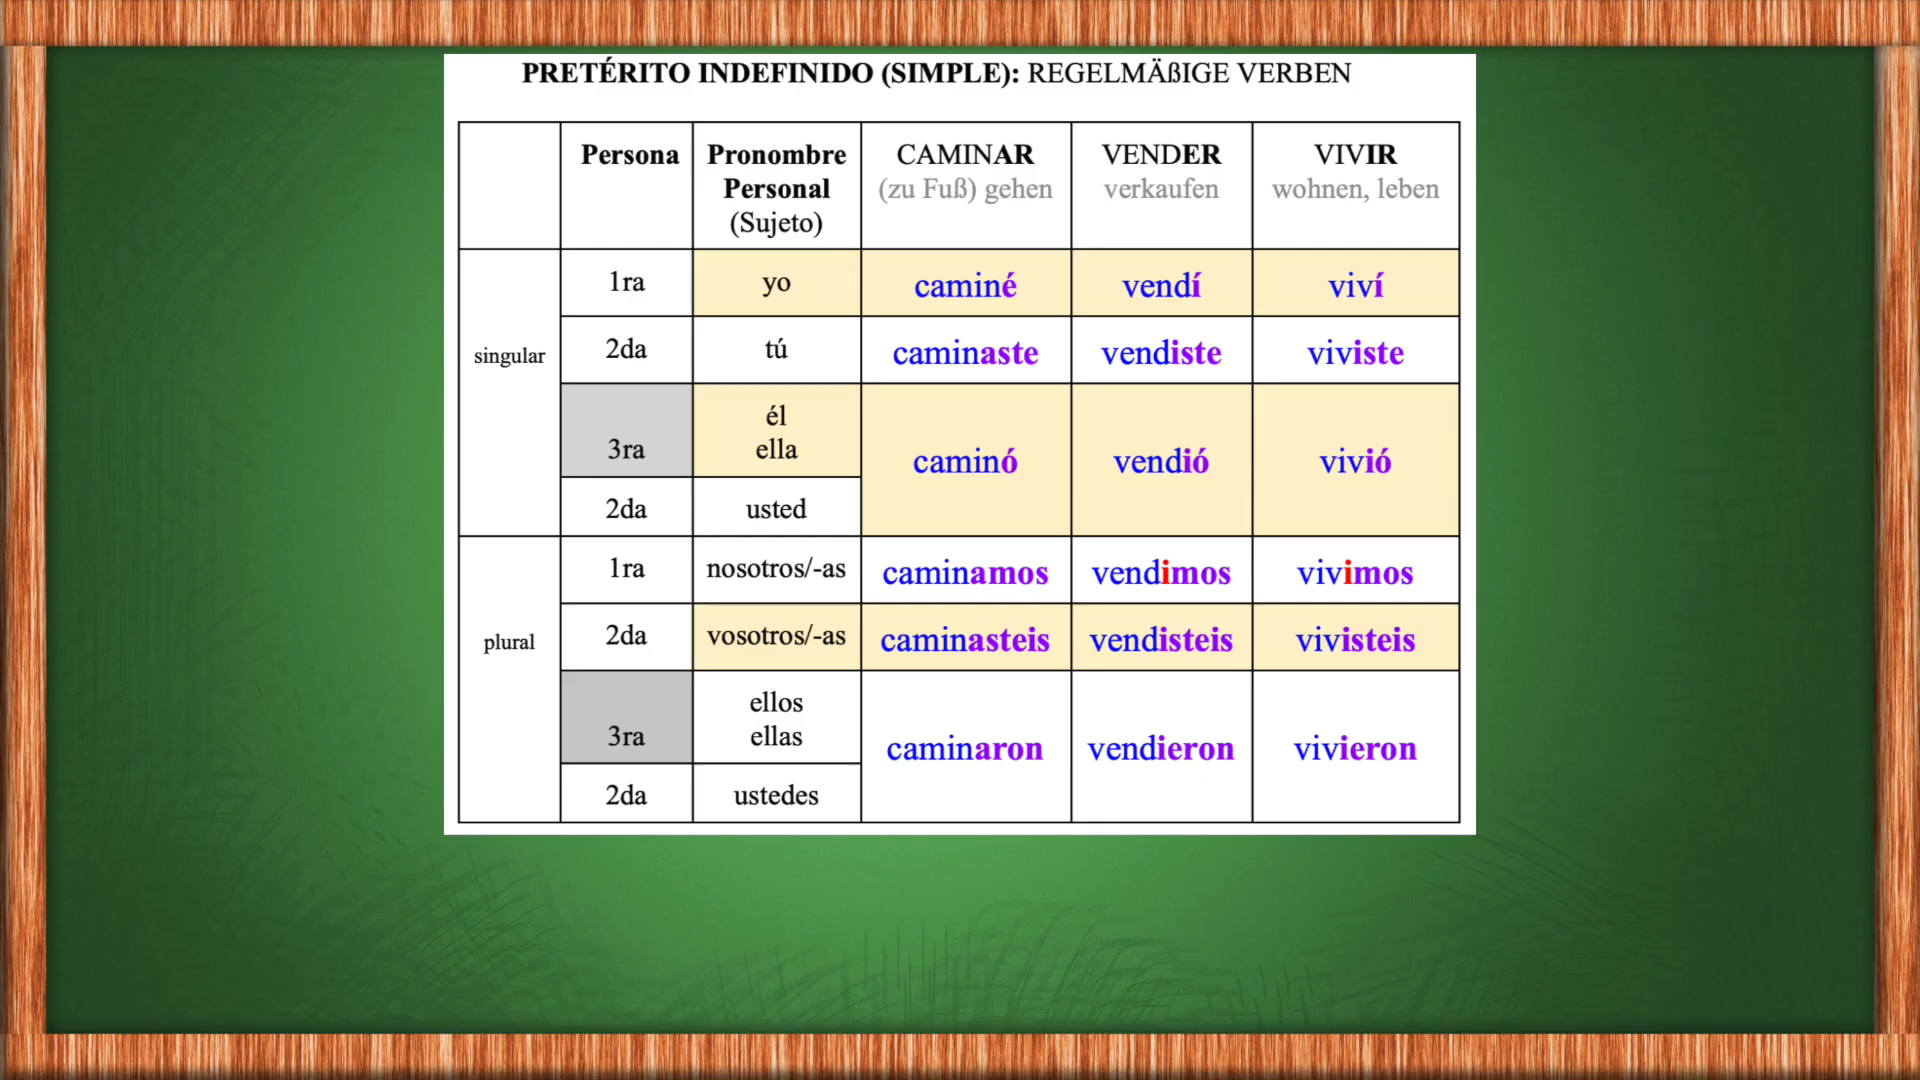 PRETÉRITO INDEFINIDO (SIMPLE): REGELMÄßIGE VERBEN
Persona Pronombre Personal (Sujeto) CAMINAR (zu Fuß) gehen VENDER verkaufen VIVIR wohnen, leben
singular
1ra yo caminé vendí viví
2da tú caminaste vendiste viviste
3ra él ella caminó vendió vivió
2da usted
plural
1ra nosotros/-as caminamos vendimos vivimos
2da vosotros/-as caminasteis vendisteis vivisteis
3ra ellos ellas caminaron vendieron vivieron
2da ustedes